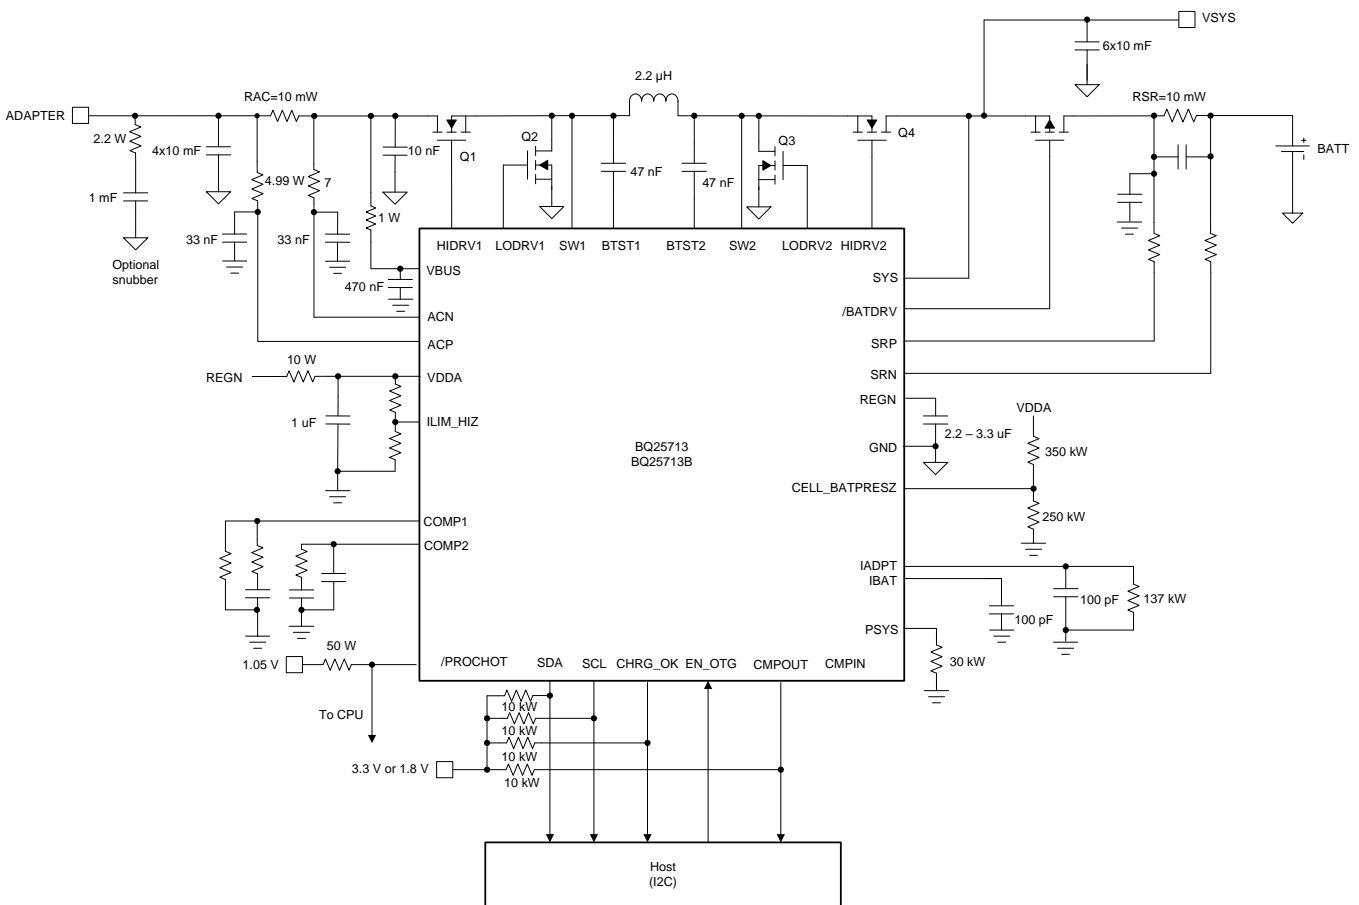 VSYS
6x10 mF
2.2 µH
RAC=10 mW
RSR=10 mW
ADAPTER
2.2 W
4x10 mF
10 nF
Q1
Q2
Q3
Q4
BATT
4.99 W
7
47 nF
47 nF
1 mF
1 W
33 nF
33 nF
Optional
snubber
HIDRV1
LODRV1
SW1
BTST1
BTST2
SW2
LODRV2
HIDRV2
VBUS
SYS
470 nF
ACN
/BATDRV
ACP
SRP
10 W
REGN
VDDA
SRN
REGN
VDDA
1 uF
ILIM_HIZ
2.2 – 3.3 uF
BQ25713
BQ25713B
GND
350 kW
CELL_BATPRESZ
250 kW
COMP1
COMP2
IADPT
IBAT
100 pF
137 kW
100 pF
PSYS
50 W
1.05 V
/PROCHOT
SDA
SCL
CHRG_OK
EN_OTG
CMPOUT
CMPIN
30 kW
To CPU
10 kW
10 kW
10 kW
3.3 V or 1.8 V
10 kW
Host
(I2C)